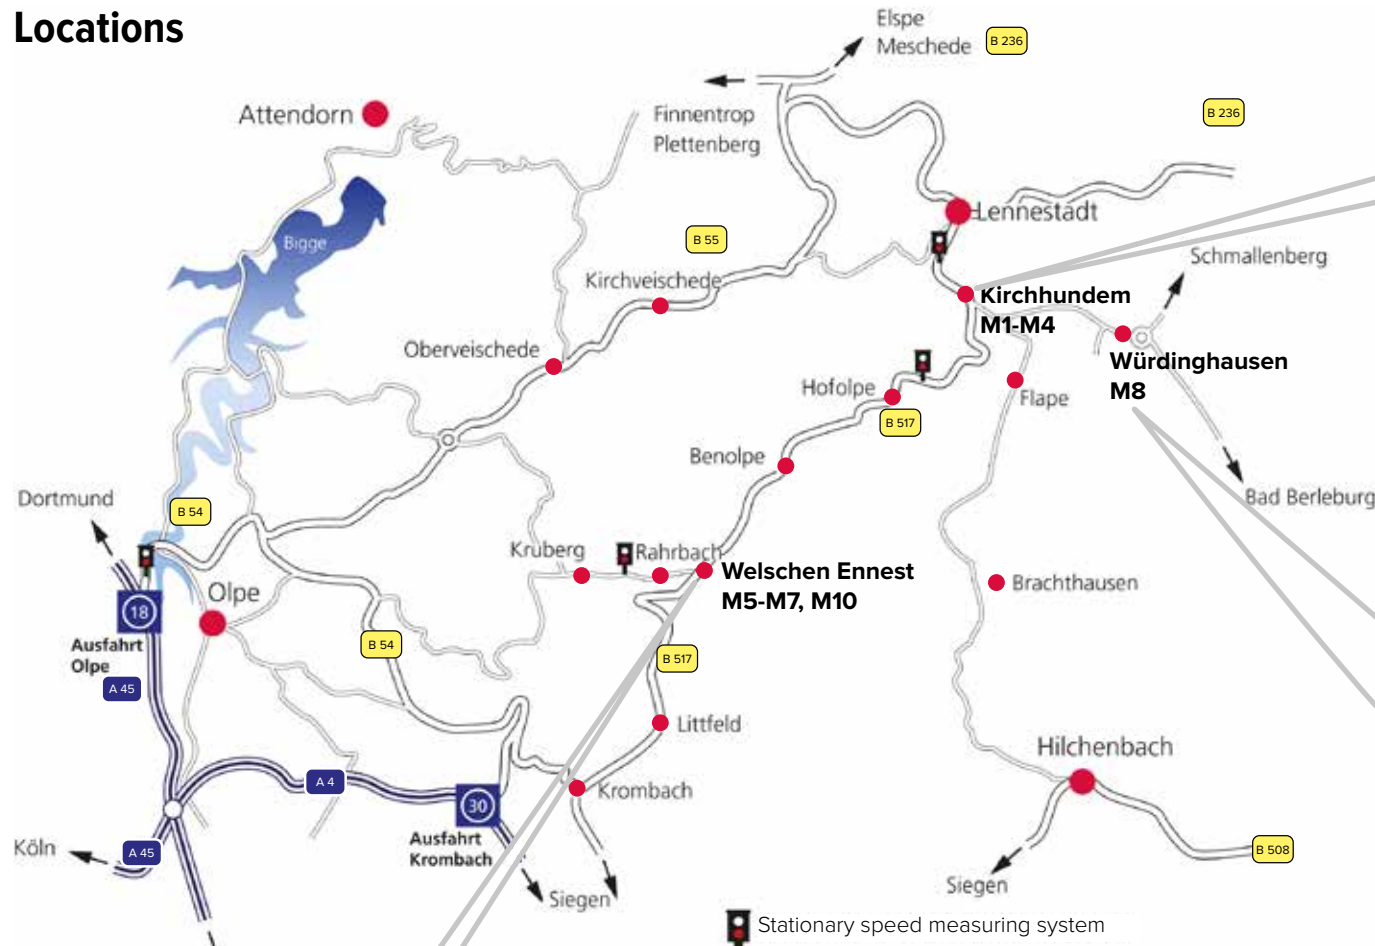 Locations
Elspe
Meschede
B 236
Attendorn
Finnentrop
Plettenberg
B 236
Lennestadt
Bigge
B 55
Schmallenberg
Kirchveischede
Kirchhundem
M1-M4
Oberveischede
Würdinghausen
M8
Hofolpe
Flape
B 517
Benolpe
Dortmund
B 54
Bad Berleburg
Kruberg
Rahrbach
Welschen Ennest
M5-M7, M10
Brachthausen
Olpe
18
Ausfahrt
Olpe
B 54
B 517
A 45
Littfeld
Hilchenbach
A 4
Krombach
30
Ausfahrt
Krombach
Köln
A 45
B 508
Siegen
Siegen
Stationary speed measuring system